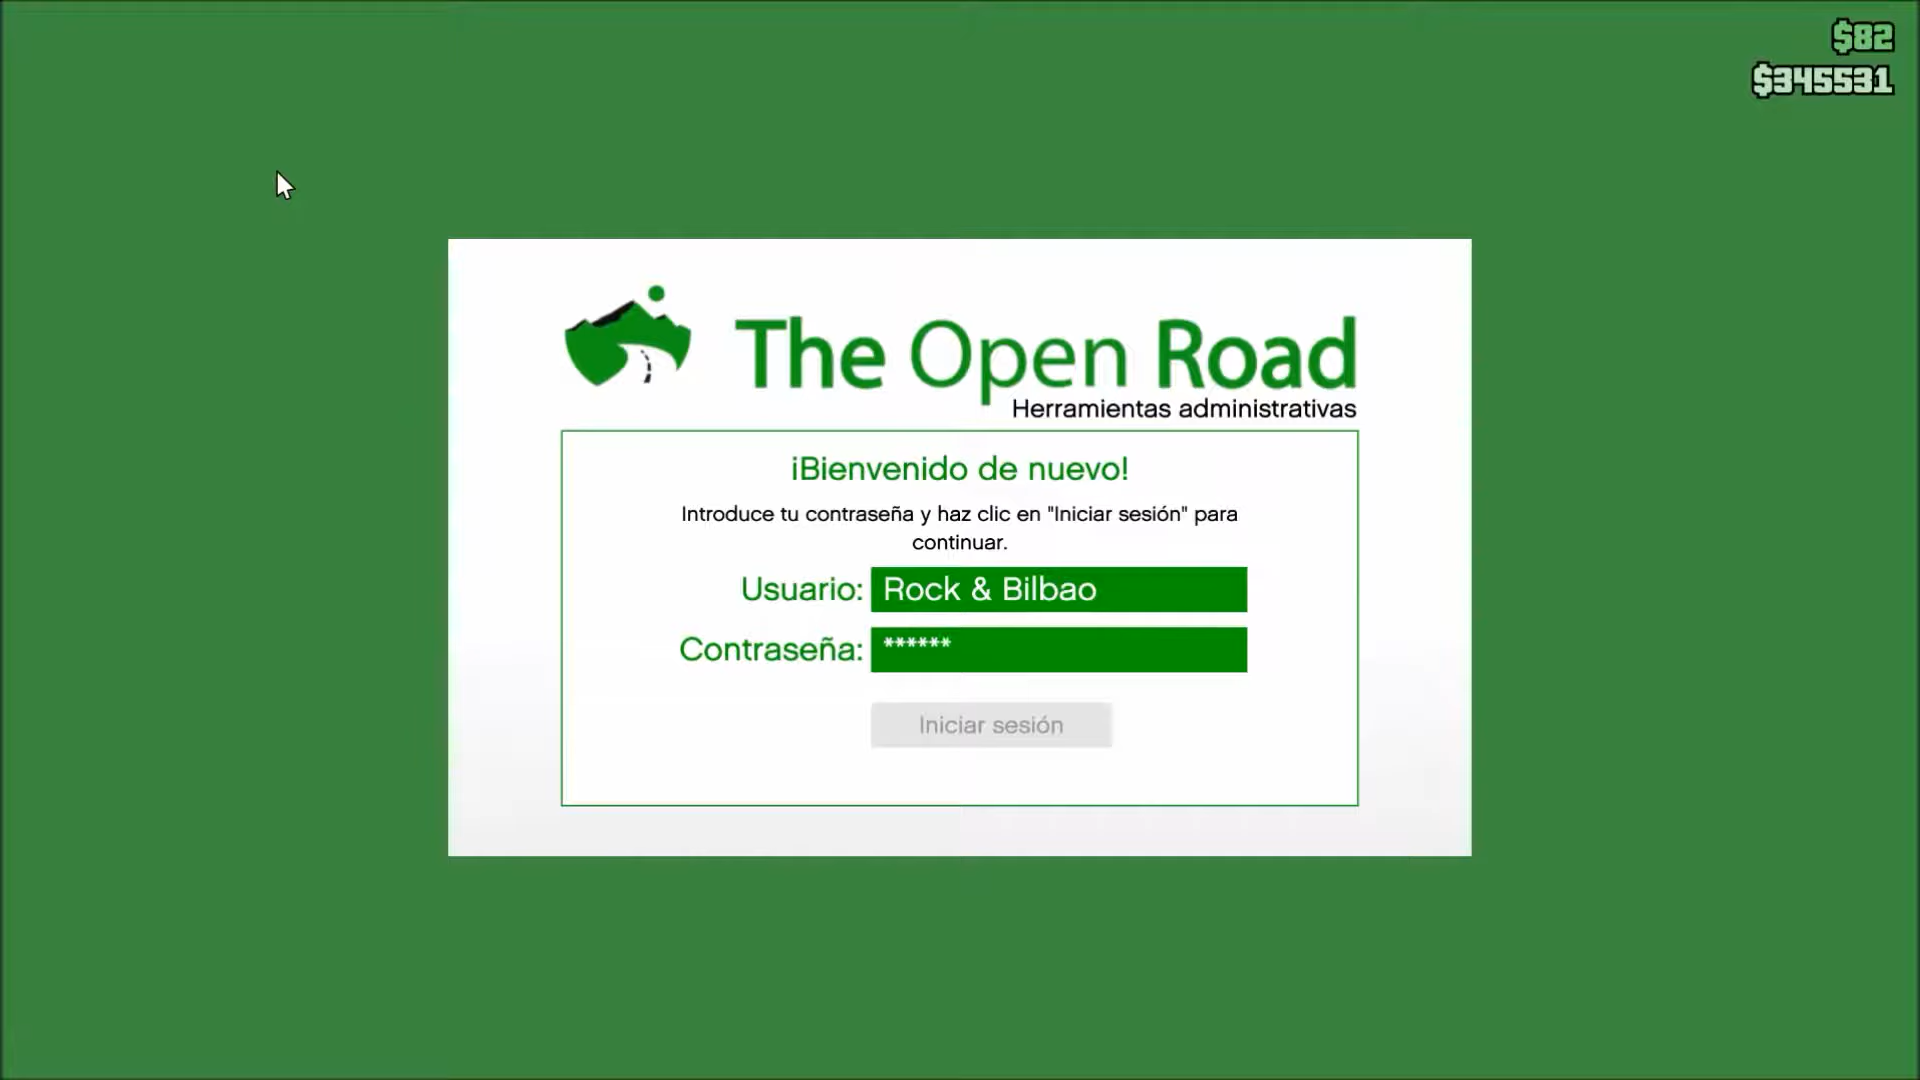 $82
$345531
The Open Road
Herramientas administrativas
¡Bienvenido de nuevo!
Introduce tu contraseña y haz clic en "Iniciar sesión" para
continuar.
Usuario: Rock & Bilbao
Contraseña: ******
Iniciar sesión